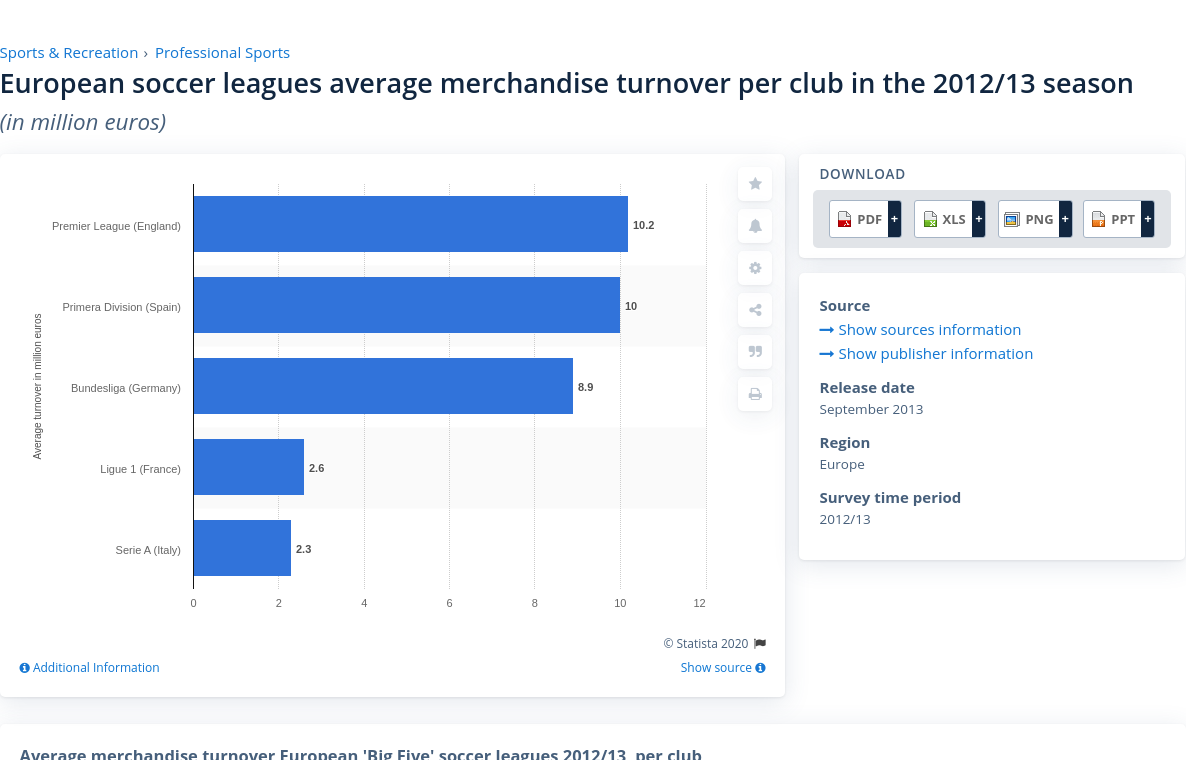 Sports & Recreation › Professional Sports
European soccer leagues average merchandise turnover per club in the 2012/13 season
(in million euros)
Average turnover in million euros
Premier League (England) 10.2
Primera Division (Spain) 10
Bundesliga (Germany) 8.9
Ligue 1 (France) 2.6
Serie A (Italy) 2.3
0 2 4 6 8 10 12
© Statista 2020
Additional Information
Show source
DOWNLOAD
PDF + XLS + PNG + PPT +
Source
Show sources information
Show publisher information
Release date
September 2013
Region
Europe
Survey time period
2012/13
Average merchandise turnover European 'Big Five' soccer leagues 2012/13, per club